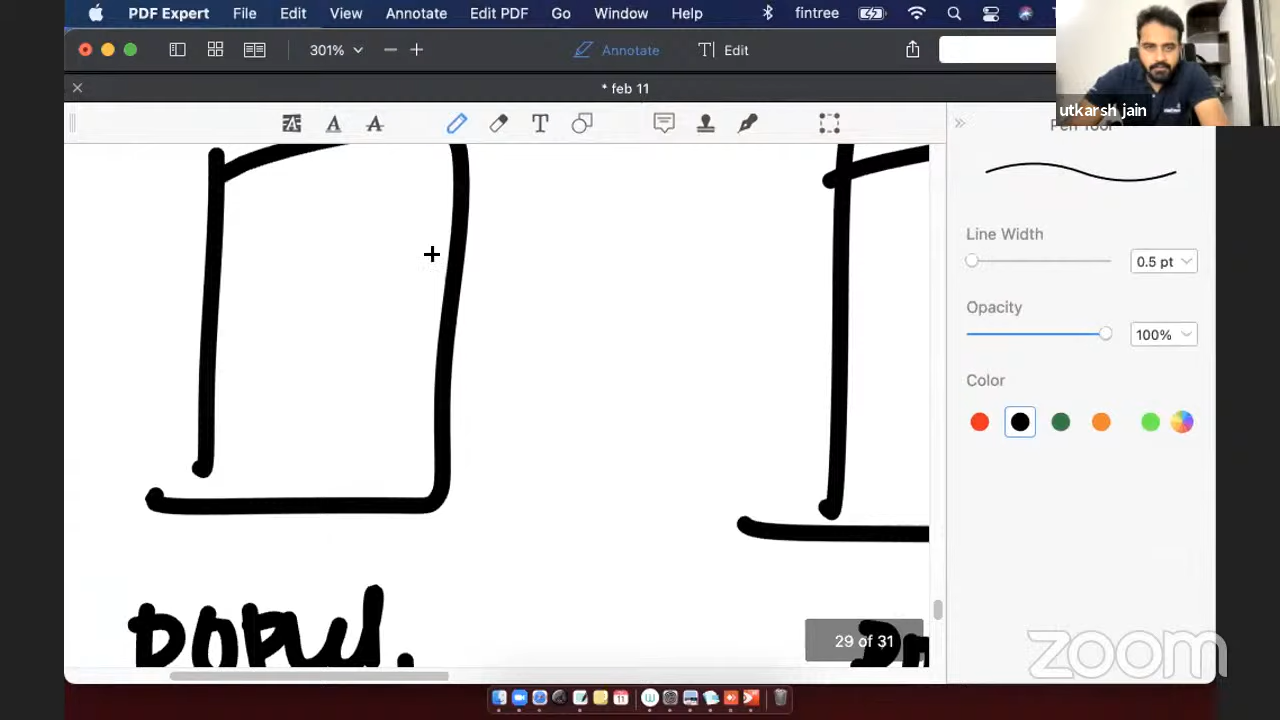 PDF Expert File Edit View Annotate Edit PDF Go Window Help fintree
301% Annotate T Edit
* feb 11
utkarsh jain
Pen Tool
Line Width
0.5 pt
Opacity
100%
Color
popul.
29 of 31
zoom